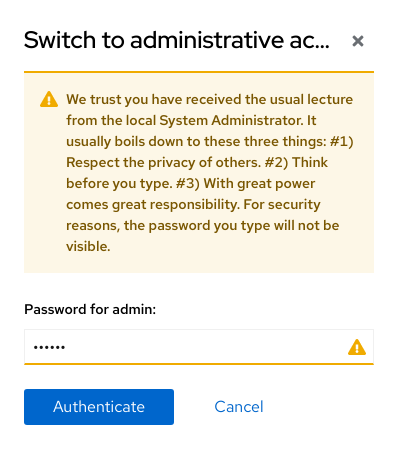 Switch to administrative ac...
We trust you have received the usual lecture
from the local System Administrator. It
usually boils down to these three things: #1)
Respect the privacy of others. #2) Think
before you type. #3) With great power
comes great responsibility. For security
reasons, the password you type will not be
visible.
Password for admin:
••••••
Authenticate
Cancel